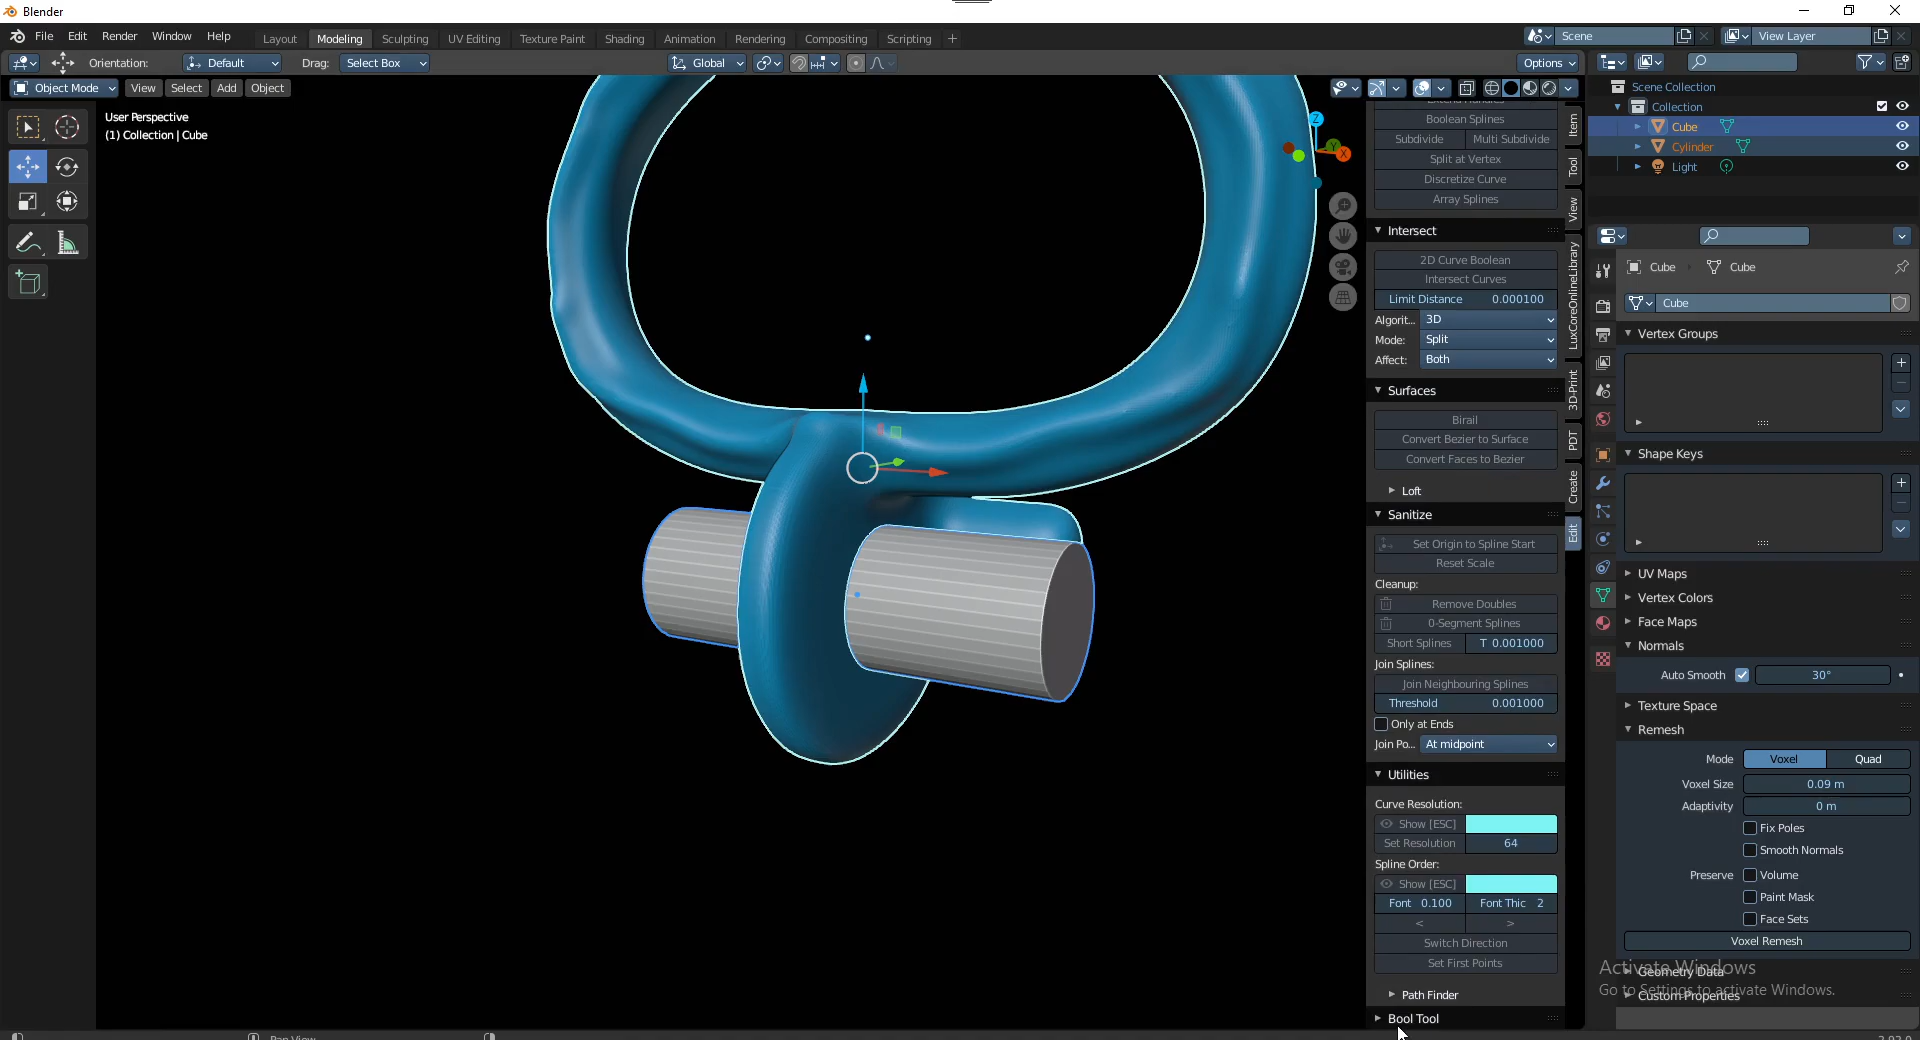 Blender
File Edit Render Window Help Layout Modeling Sculpting UV Editing Texture Paint Shading Animation Rendering Compositing Scripting +
Scene
View Layer
Orientation: Default Drag: Select Box Global Options
Object Mode View Select Add Object
User Perspective
(1) Collection | Cube
Z
Y
X
Extend Handles
Boolean Splines
Subdivide Multi Subdivide
Split at Vertex
Discretize Curve
Array Splines
Intersect
2D Curve Boolean
Intersect Curves
Limit Distance 0.000100
Algorit... 3D
Mode: Split
Affect: Both
Surfaces
Birail
Convert Bezier to Surface
Convert Faces to Bezier
Loft
Sanitize
Set Origin to Spline Start
Reset Scale
Cleanup:
Remove Doubles
0-Segment Splines
Short Splines T 0.001000
Join Splines:
Join Neighbouring Splines
Threshold 0.001000
Only at Ends
Join Po... At midpoint
Utilities
Curve Resolution:
Show [ESC]
Set Resolution 64
Spline Order:
Show [ESC]
Font 0.100 Font Thic 2
< >
Switch Direction
Set First Points
Path Finder
Bool Tool
Item
Tool
View
LuxCoreOnlineLibrary
3D-Print
PDT
Create
Edit
Scene Collection
Collection
Cube
Cylinder
Light
Cube Cube
Cube
Vertex Groups
Shape Keys
UV Maps
Vertex Colors
Face Maps
Normals
Auto Smooth 30°
Texture Space
Remesh
Mode Voxel Quad
Voxel Size 0.09 m
Adaptivity 0 m
Fix Poles
Smooth Normals
Preserve Volume
Paint Mask
Face Sets
Voxel Remesh
Geometry Data
Custom Properties
Activate Windows
Go to Settings to activate Windows.
Pan View
2.92.0